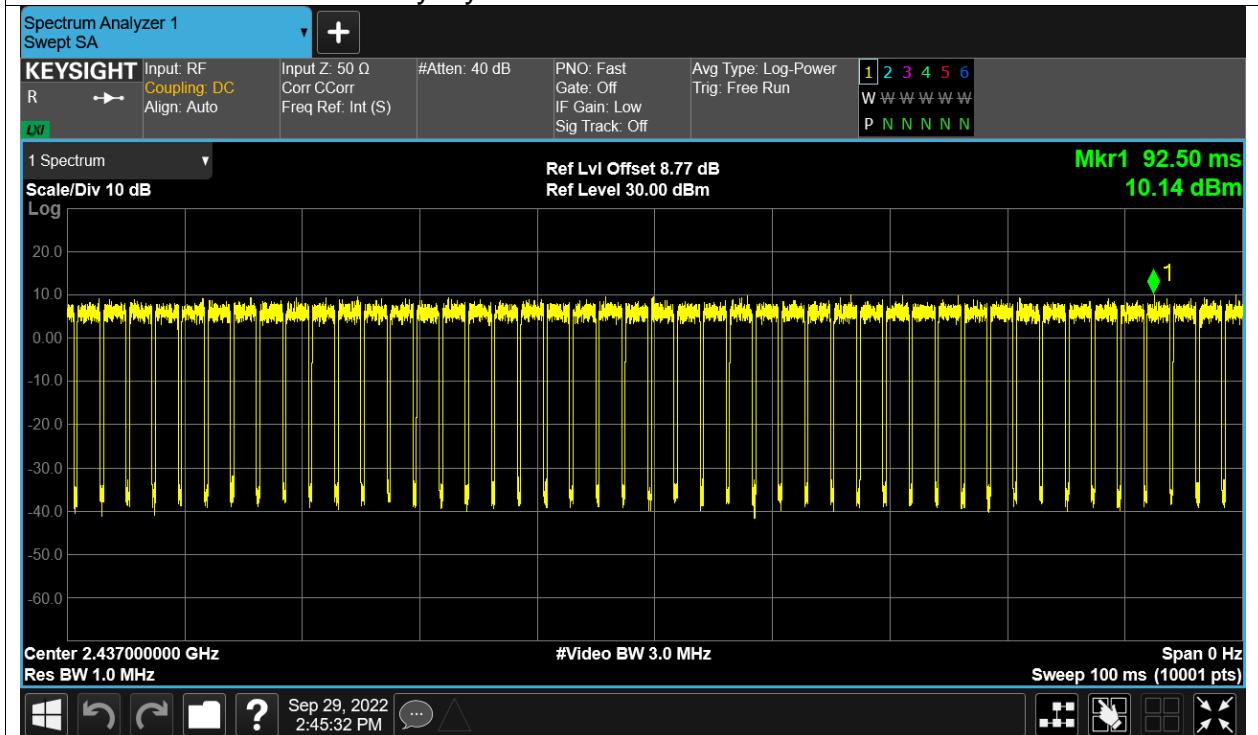 Spectrum Analyzer 1
Swept SA
+
KEYSIGHT Input: RF Input Z: 50 Ω #Atten: 40 dB PNO: Fast Avg Type: Log-Power 1 2 3 4 5 6
R Coupling: DC Corr CCorr Gate: Off Trig: Free Run W W W W W W
Align: Auto Freq Ref: Int (S) IF Gain: Low P N N N N N
LXI Sig Track: Off
1 Spectrum Ref Lvl Offset 8.77 dB Mkr1 92.50 ms
Scale/Div 10 dB Ref Level 30.00 dBm 10.14 dBm
Log
20.0
1
10.0
0.00
-10.0
-20.0
-30.0
-40.0
-50.0
-60.0
Center 2.437000000 GHz #Video BW 3.0 MHz Span 0 Hz
Res BW 1.0 MHz Sweep 100 ms (10001 pts)
? Sep 29, 2022
2:45:32 PM